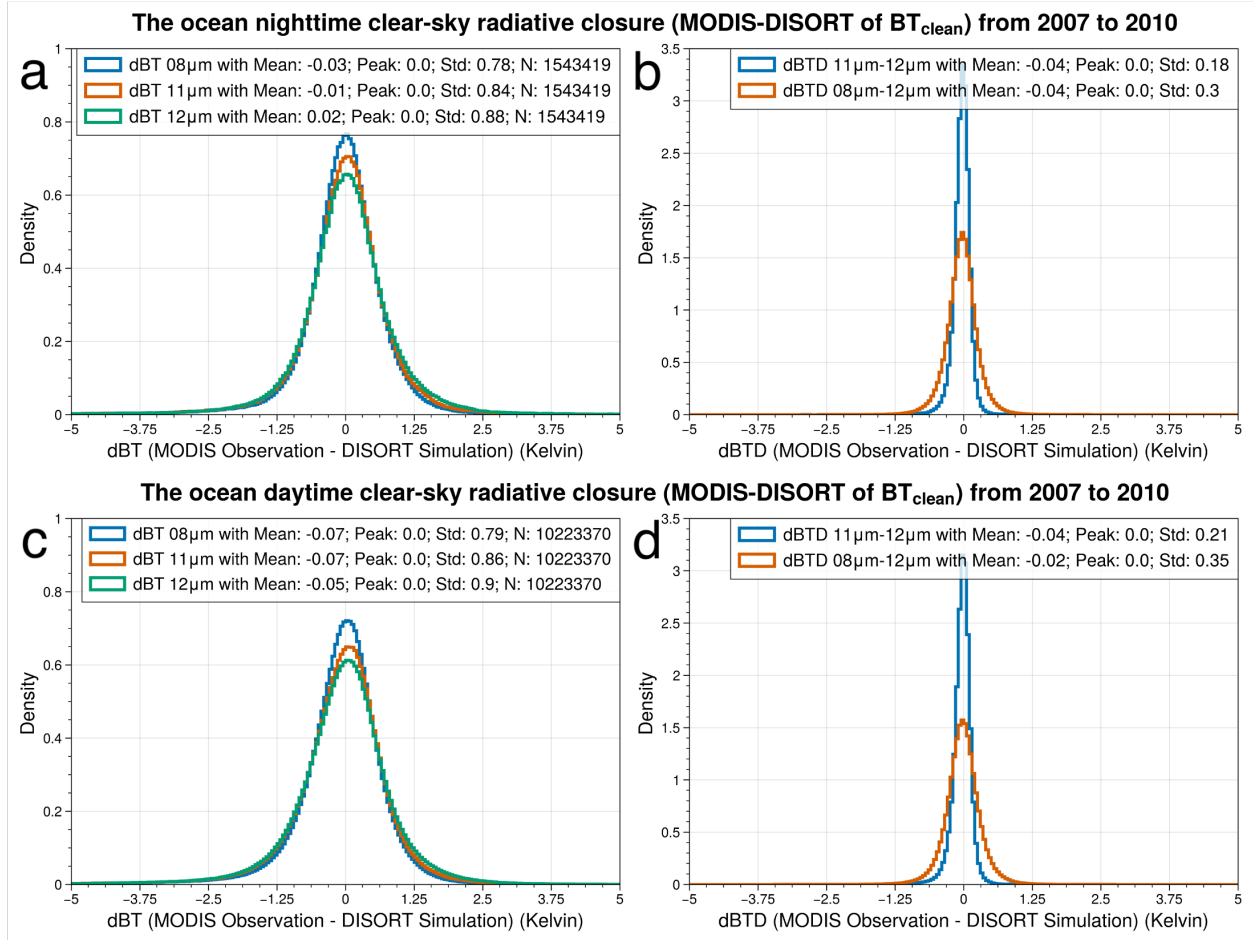 The ocean nighttime clear-sky radiative closure (MODIS-DISORT of BTclean) from 2007 to 2010
a
dBT 08µm with Mean: -0.03; Peak: 0.0; Std: 0.78; N: 1543419
dBT 11µm with Mean: -0.01; Peak: 0.0; Std: 0.84; N: 1543419
dBT 12µm with Mean: 0.02; Peak: 0.0; Std: 0.88; N: 1543419
1
0.8
0.6
0.4
0.2
0
Density
−5 −3.75 −2.5 −1.25 0 1.25 2.5 3.75 5
dBT (MODIS Observation - DISORT Simulation) (Kelvin)
b
dBTD 11µm-12µm with Mean: -0.04; Peak: 0.0; Std: 0.18
dBTD 08µm-12µm with Mean: -0.04; Peak: 0.0; Std: 0.3
3.5
3
2.5
2
1.5
1
0.5
0
Density
−5 −3.75 −2.5 −1.25 0 1.25 2.5 3.75 5
dBTD (MODIS Observation - DISORT Simulation) (Kelvin)
The ocean daytime clear-sky radiative closure (MODIS-DISORT of BTclean) from 2007 to 2010
c
dBT 08µm with Mean: -0.07; Peak: 0.0; Std: 0.79; N: 10223370
dBT 11µm with Mean: -0.07; Peak: 0.0; Std: 0.86; N: 10223370
dBT 12µm with Mean: -0.05; Peak: 0.0; Std: 0.9; N: 10223370
1
0.8
0.6
0.4
0.2
0
Density
−5 −3.75 −2.5 −1.25 0 1.25 2.5 3.75 5
dBT (MODIS Observation - DISORT Simulation) (Kelvin)
d
dBTD 11µm-12µm with Mean: -0.04; Peak: 0.0; Std: 0.21
dBTD 08µm-12µm with Mean: -0.02; Peak: 0.0; Std: 0.35
3.5
3
2.5
2
1.5
1
0.5
0
Density
−5 −3.75 −2.5 −1.25 0 1.25 2.5 3.75 5
dBTD (MODIS Observation - DISORT Simulation) (Kelvin)